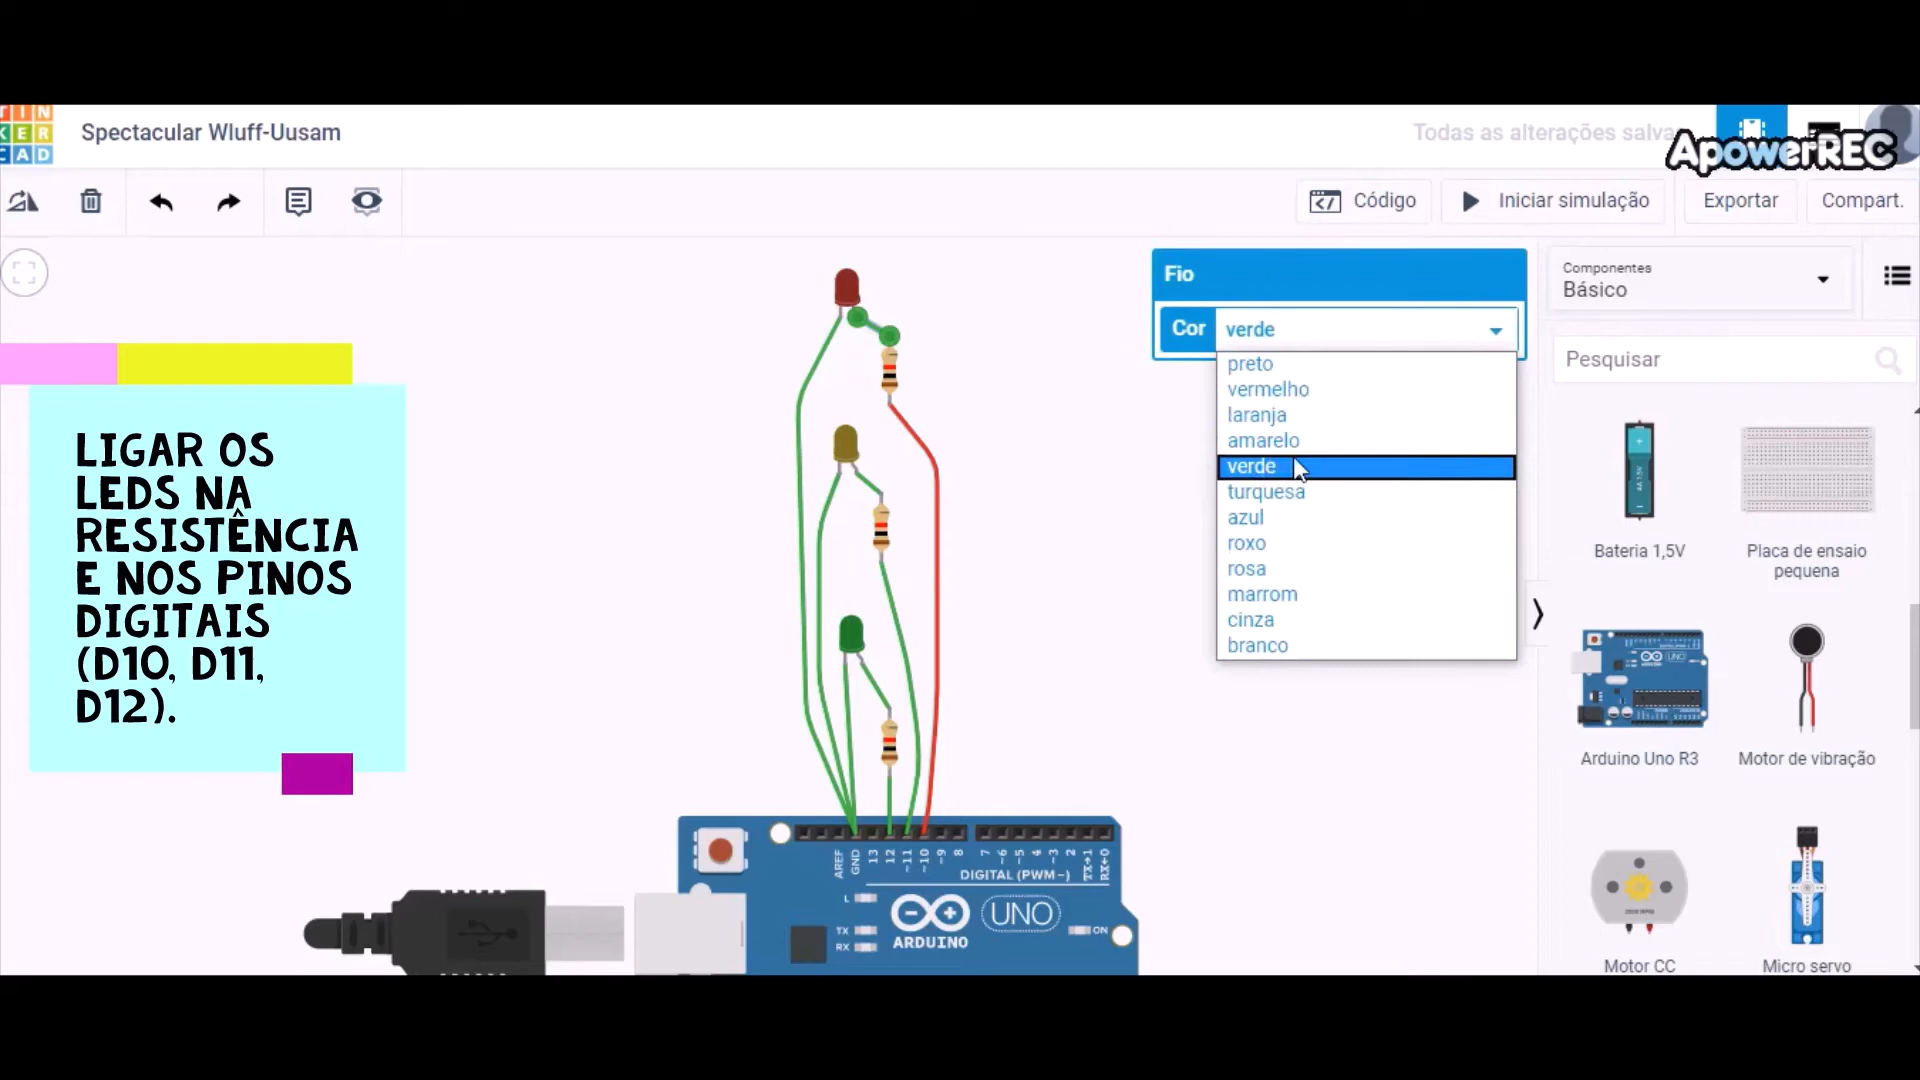 TIN
KER
CAD
Spectacular Wluff-Uusam
Todas as alterações salva
ApowerREC
Código
Iniciar simulação
Exportar
Compart.
Fio
Cor
verde
preto
vermelho
laranja
amarelo
verde
turquesa
azul
roxo
rosa
marrom
cinza
branco
Componentes
Básico
Pesquisar
Bateria 1,5V
Placa de ensaio
pequena
Arduino Uno R3
Motor de vibração
Motor CC
Micro servo
LIGAR OS
LEDS NA
RESISTÊNCIA
E NOS PINOS
DIGITAIS
(D10, D11,
D12).
AREF
GND
13
12
~11
~10
~9
8
7
~6
~5
4
~3
2
TX→1
RX←0
DIGITAL (PWM~)
L
TX
RX
ARDUINO
UNO
ON